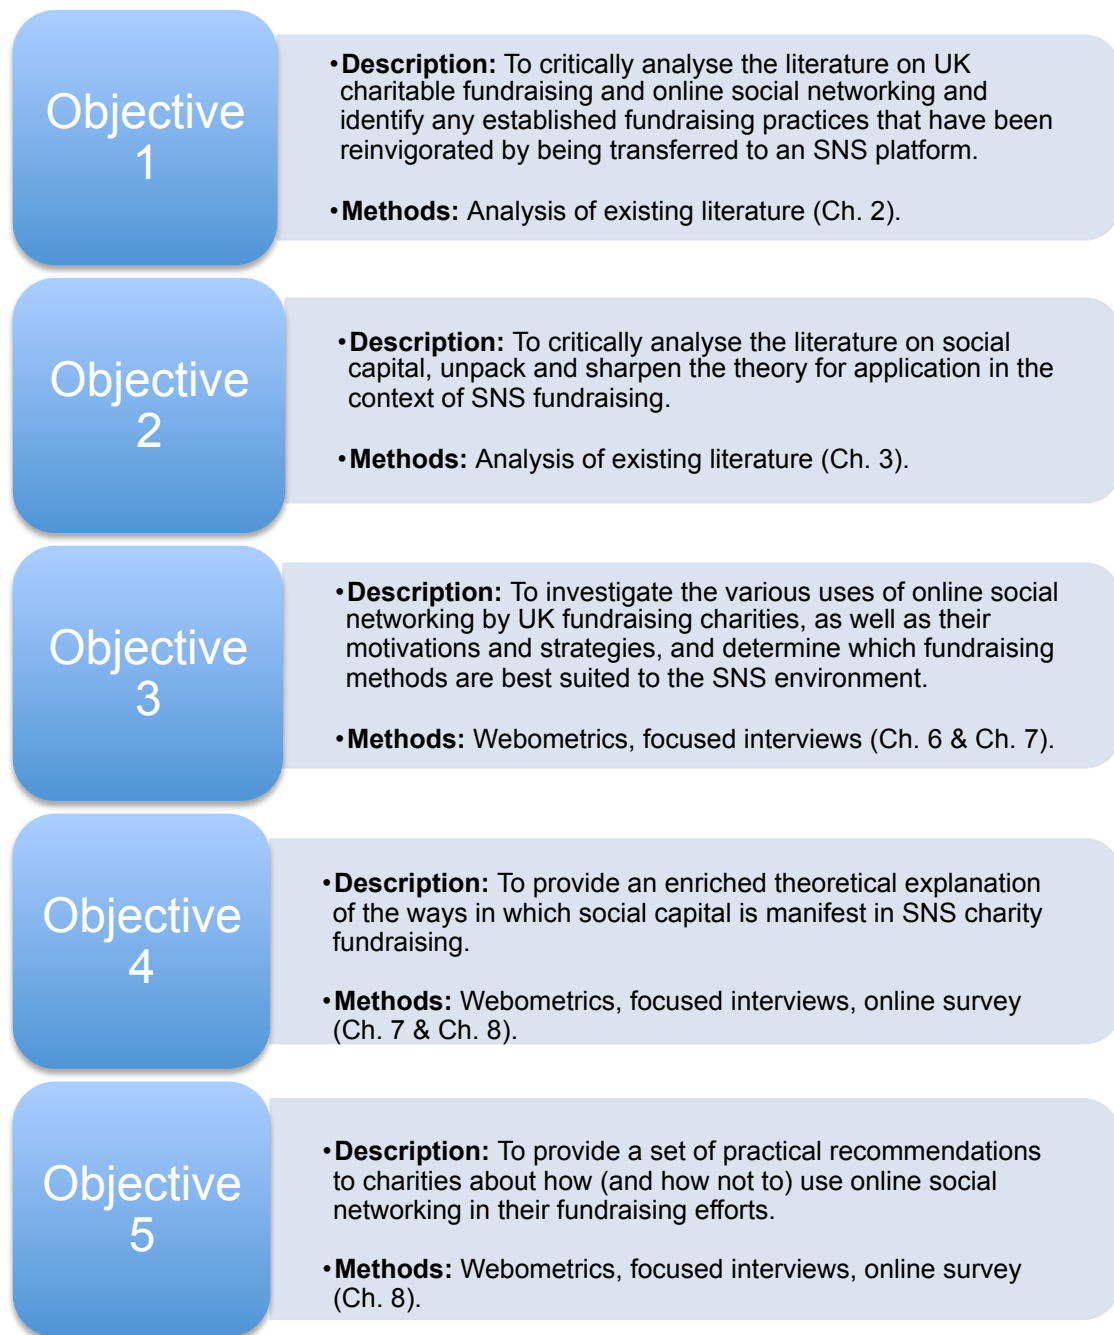 Objective
1
•Description: To critically analyse the literature on UK
charitable fundraising and online social networking and
identify any established fundraising practices that have been
reinvigorated by being transferred to an SNS platform.
•Methods: Analysis of existing literature (Ch. 2).
Objective
2
•Description: To critically analyse the literature on social
capital, unpack and sharpen the theory for application in the
context of SNS fundraising.
•Methods: Analysis of existing literature (Ch. 3).
Objective
3
•Description: To investigate the various uses of online social
networking by UK fundraising charities, as well as their
motivations and strategies, and determine which fundraising
methods are best suited to the SNS environment.
•Methods: Webometrics, focused interviews (Ch. 6 & Ch. 7).
Objective
4
•Description: To provide an enriched theoretical explanation
of the ways in which social capital is manifest in SNS charity
fundraising.
•Methods: Webometrics, focused interviews, online survey
(Ch. 7 & Ch. 8).
Objective
5
•Description: To provide a set of practical recommendations
to charities about how (and how not to) use online social
networking in their fundraising efforts.
•Methods: Webometrics, focused interviews, online survey
(Ch. 8).